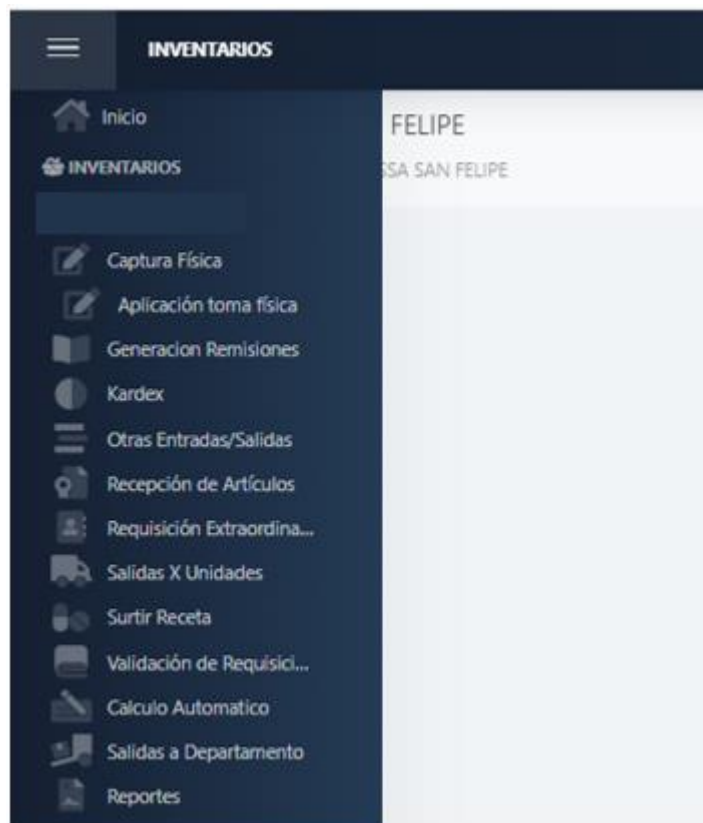 INVENTARIOS
Inicio
FELIPE
INVENTARIOS
SSA SAN FELIPE
Captura Física
Aplicación toma física
Generacion Remisiones
Kardex
Otras Entradas/Salidas
Recepción de Artículos
Requisición Extraordina...
Salidas X Unidades
Surtir Receta
Validación de Requisici...
Calculo Automatico
Salidas a Departamento
Reportes